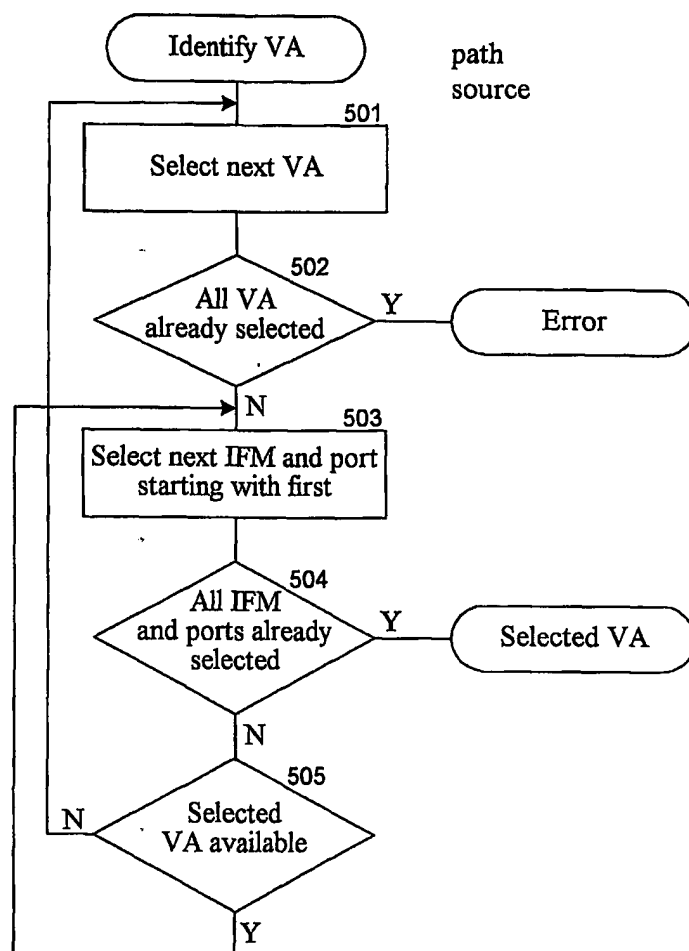 Identify VA
path
source
501
Select next VA
502
All VA
already selected
Y
Error
N
503
Select next IFM and port
starting with first
504
All IFM
and ports already
selected
Y
Selected VA
N
505
Selected
VA available
N
Y